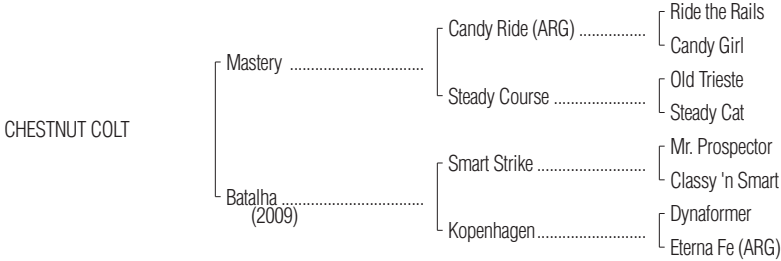 Ride the Rails
Candy Ride (ARG) ................
Candy Girl
Mastery ................................
Old Trieste
Steady Course ......................
Steady Cat
CHESTNUT COLT
Mr. Prospector
Smart Strike ..........................
Classy 'n Smart
Batalha ..................................
(2009)
Dynaformer
Kopenhagen..........................
Eterna Fe (ARG)